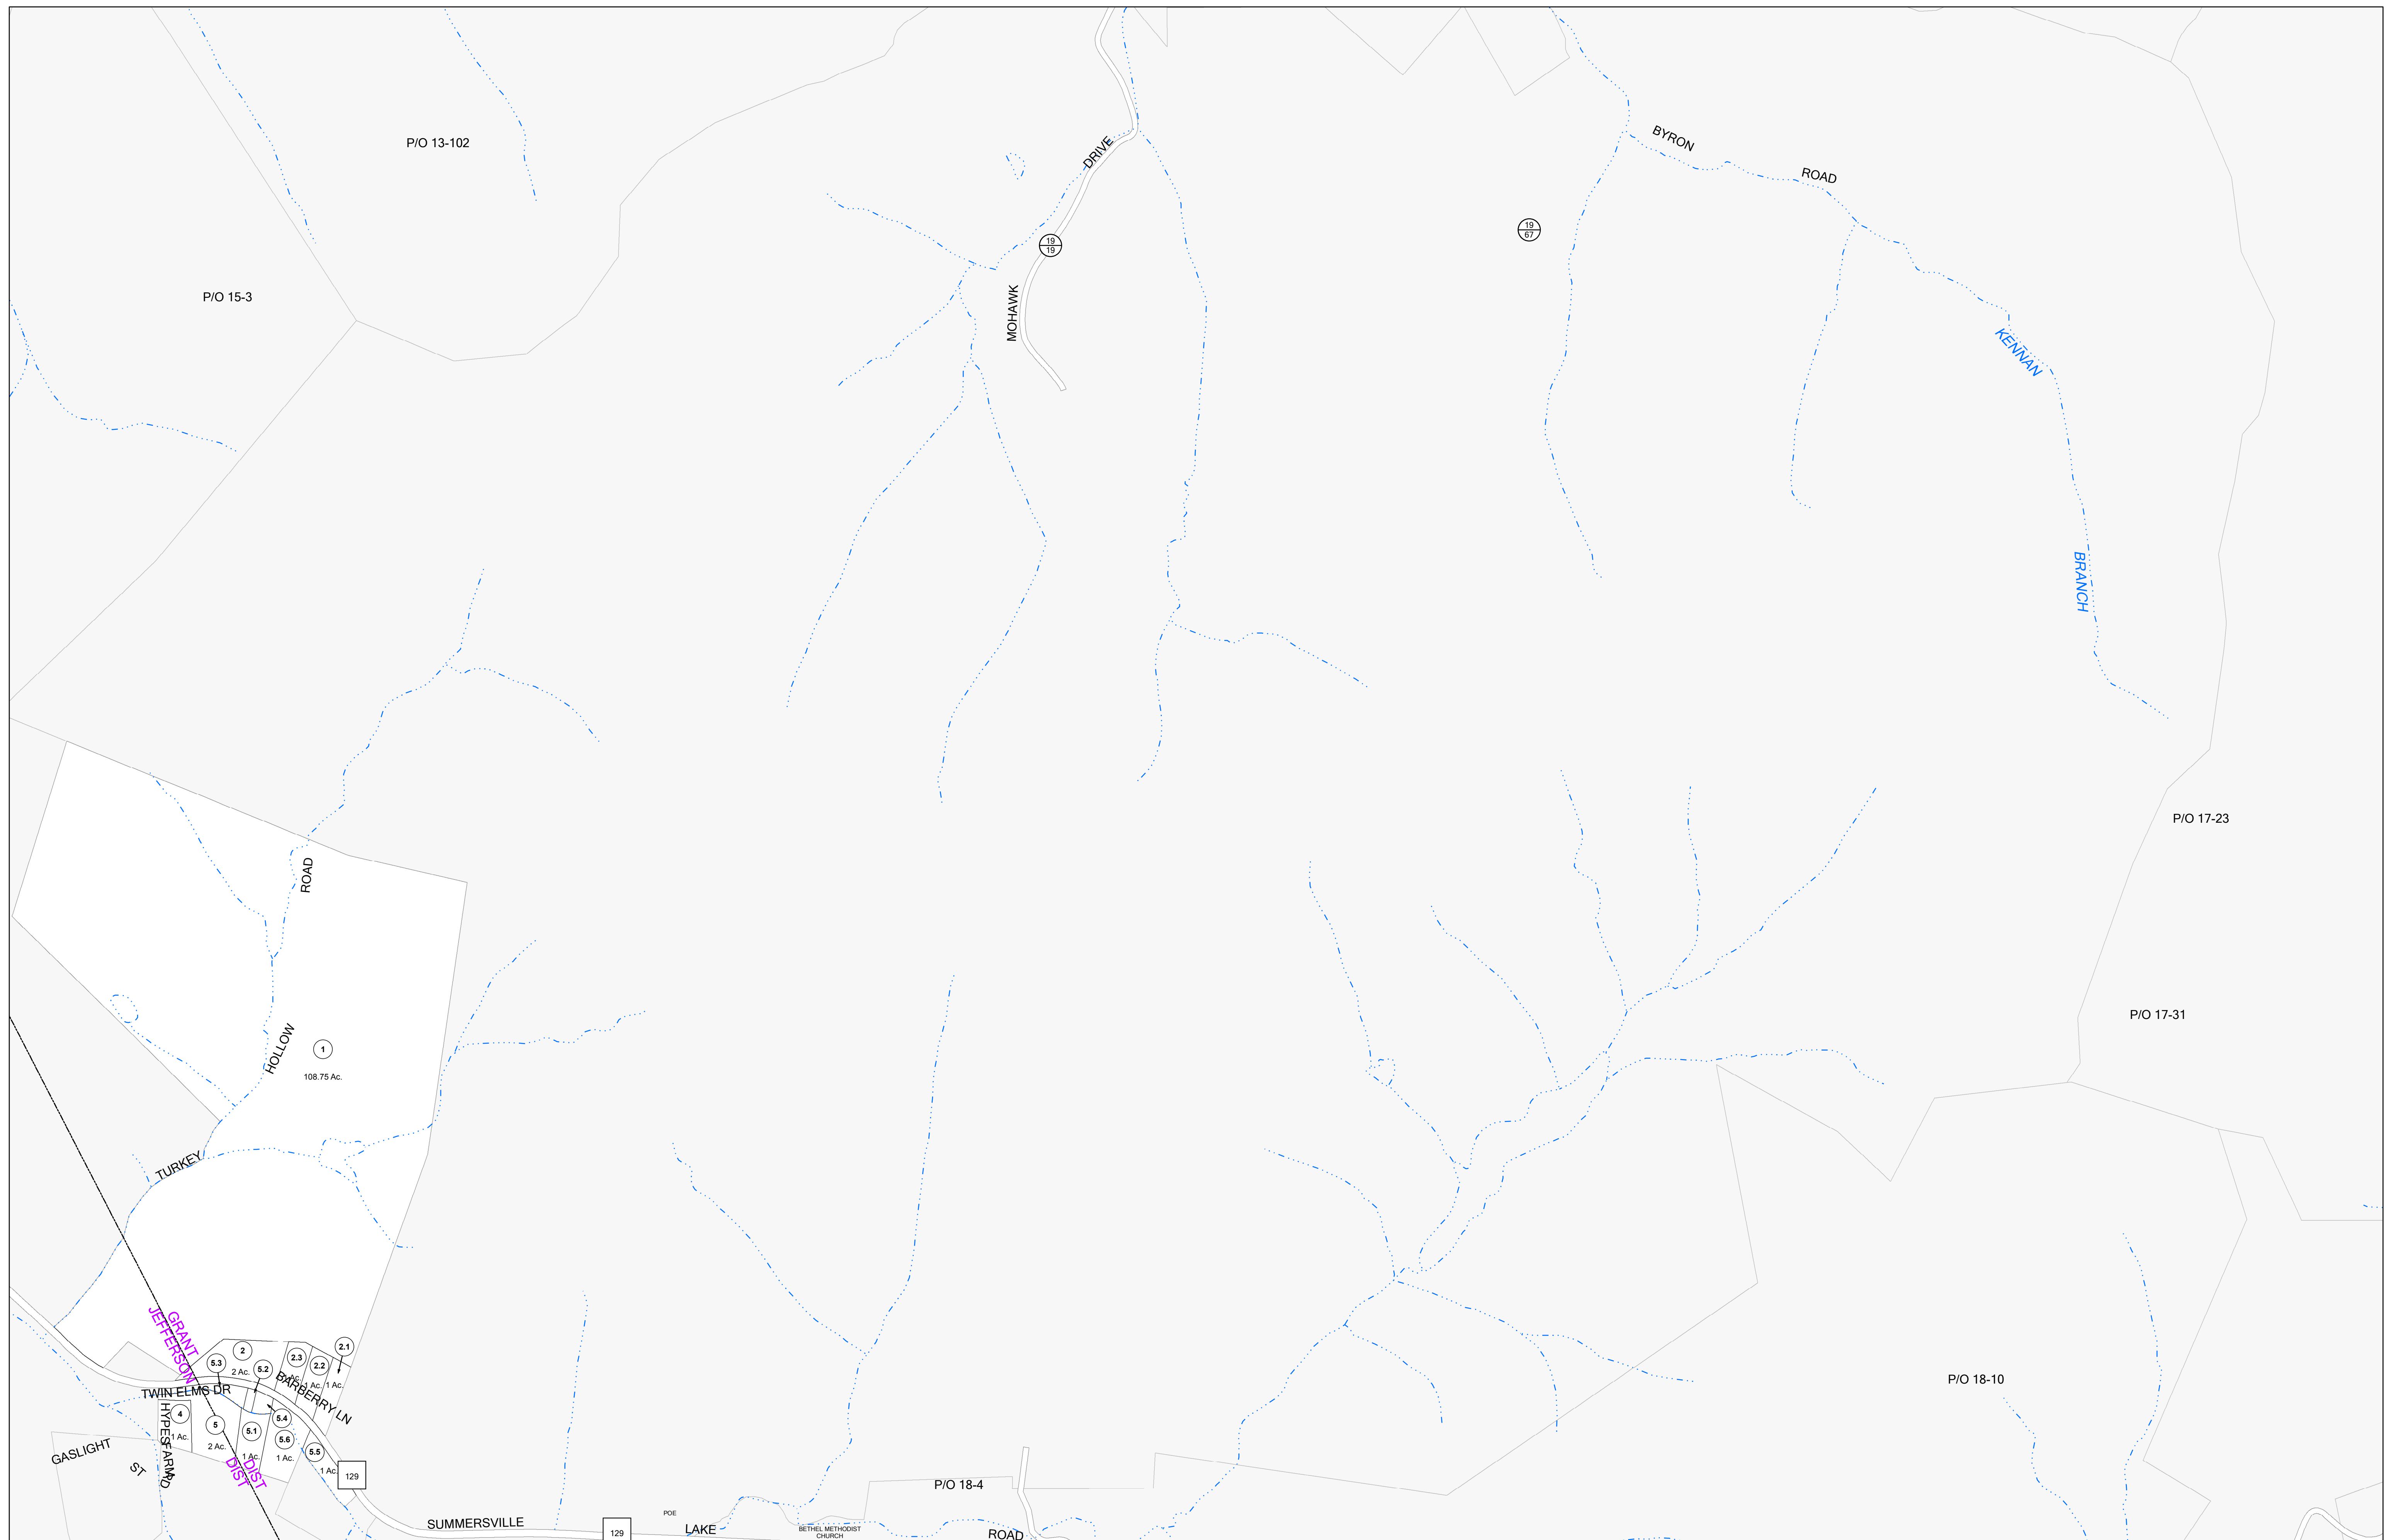 P/O 13-102
BYRON
ROAD
DRIVE
19
67
19
19
P/O 15-3
MOHAWK
KENNAN
BRANCH
P/O 17-23
ROAD
P/O 17-31
HOLLOW
1
108.75 Ac.
TURKEY
GRANT
JEFFERSON
2
2 Ac.
2.3
2.2
2.1
5.3
5.2
Ac.
1 Ac.
1 Ac.
TWIN ELMS DR
BARBERRY LN
P/O 18-10
4
1 Ac.
5
2 Ac.
5.1
1 Ac.
5.4
5.6
1 Ac.
5.5
1 Ac.
HYPES FARM RD
GASLIGHT
ST
DIST
DIST
129
P/O 18-4
POE
SUMMERSVILLE
129
LAKE
BETHEL METHODIST
CHURCH
ROAD